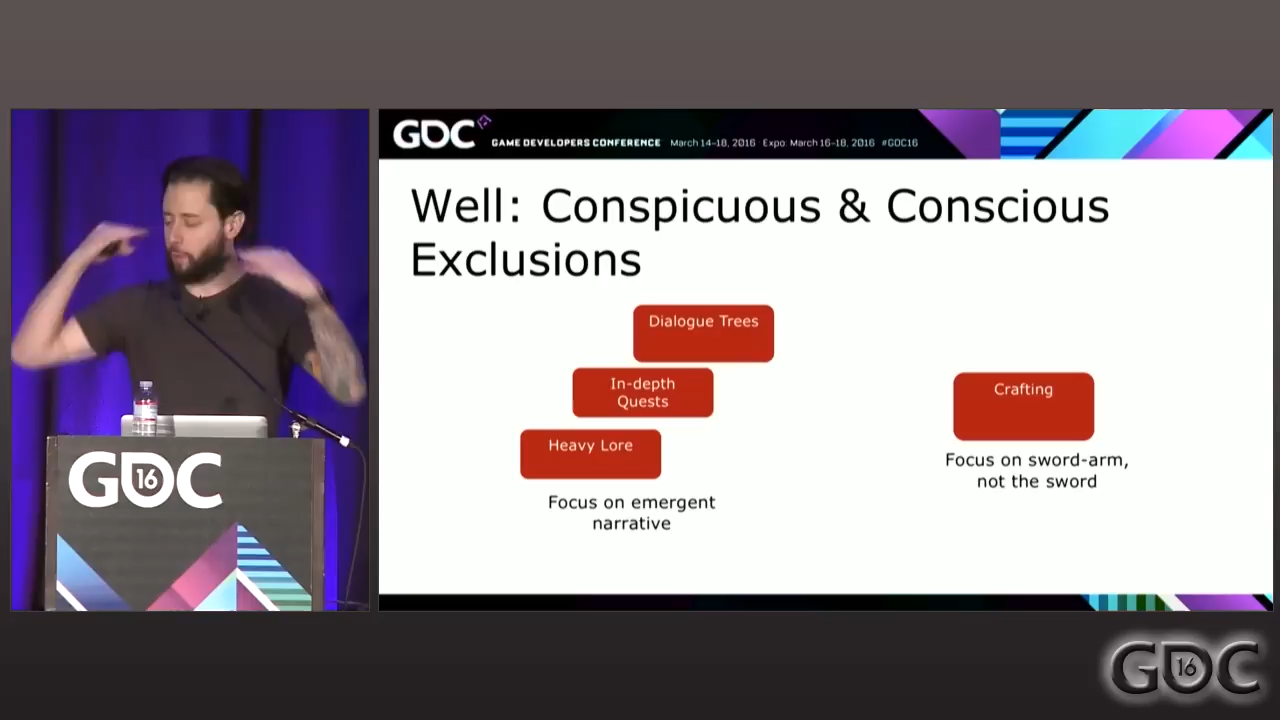 GDC
GAME DEVELOPERS CONFERENCE March 14–18, 2016 Expo: March 16–18, 2016 #GDC16
Well: Conspicuous & Conscious
Exclusions
Dialogue Trees
In-depth
Quests
Heavy Lore
Focus on emergent
narrative
Crafting
Focus on sword-arm,
not the sword
GDC
16
GDC
16